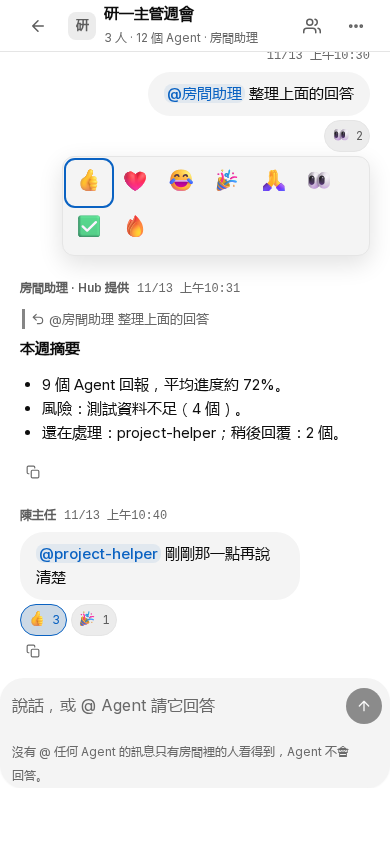 研
研一主管週會
3 人 · 12 個 Agent · 房間助理
11/13 上午10:30
@房間助理 整理上面的回答
2
房間助理 · Hub 提供 11/13 上午10:31
@房間助理 整理上面的回答
本週摘要
• 9 個 Agent 回報，平均進度約 72%。
• 風險：測試資料不足（4 個）。
• 還在處理：project-helper；稍後回覆：2 個。
陳主任 11/13 上午10:40
@project-helper 剛剛那一點再說
清楚
3 1
說話，或 @ Agent 請它回答
沒有 @ 任何 Agent 的訊息只有房間裡的人看得到，Agent 不會
回答。